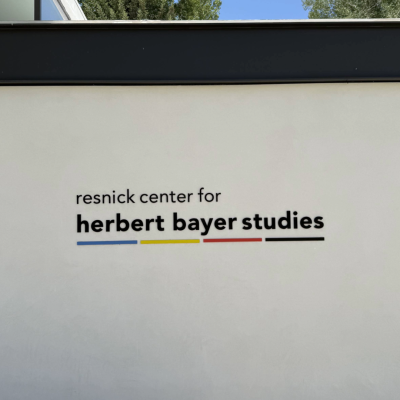 resnick center for
herbert bayer studies